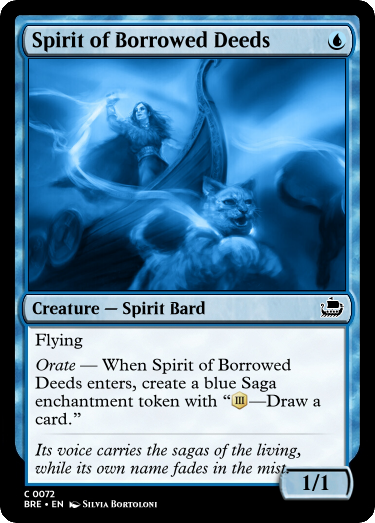 Spirit of Borrowed Deeds
Creature — Spirit Bard
Flying
Orate — When Spirit of Borrowed
Deeds enters, create a blue Saga
enchantment token with “III—Draw a
card.”
Its voice carries the sagas of the living,
while its own name fades in the mist.
1/1
C 0072
BRE • EN Silvia Bortoloni